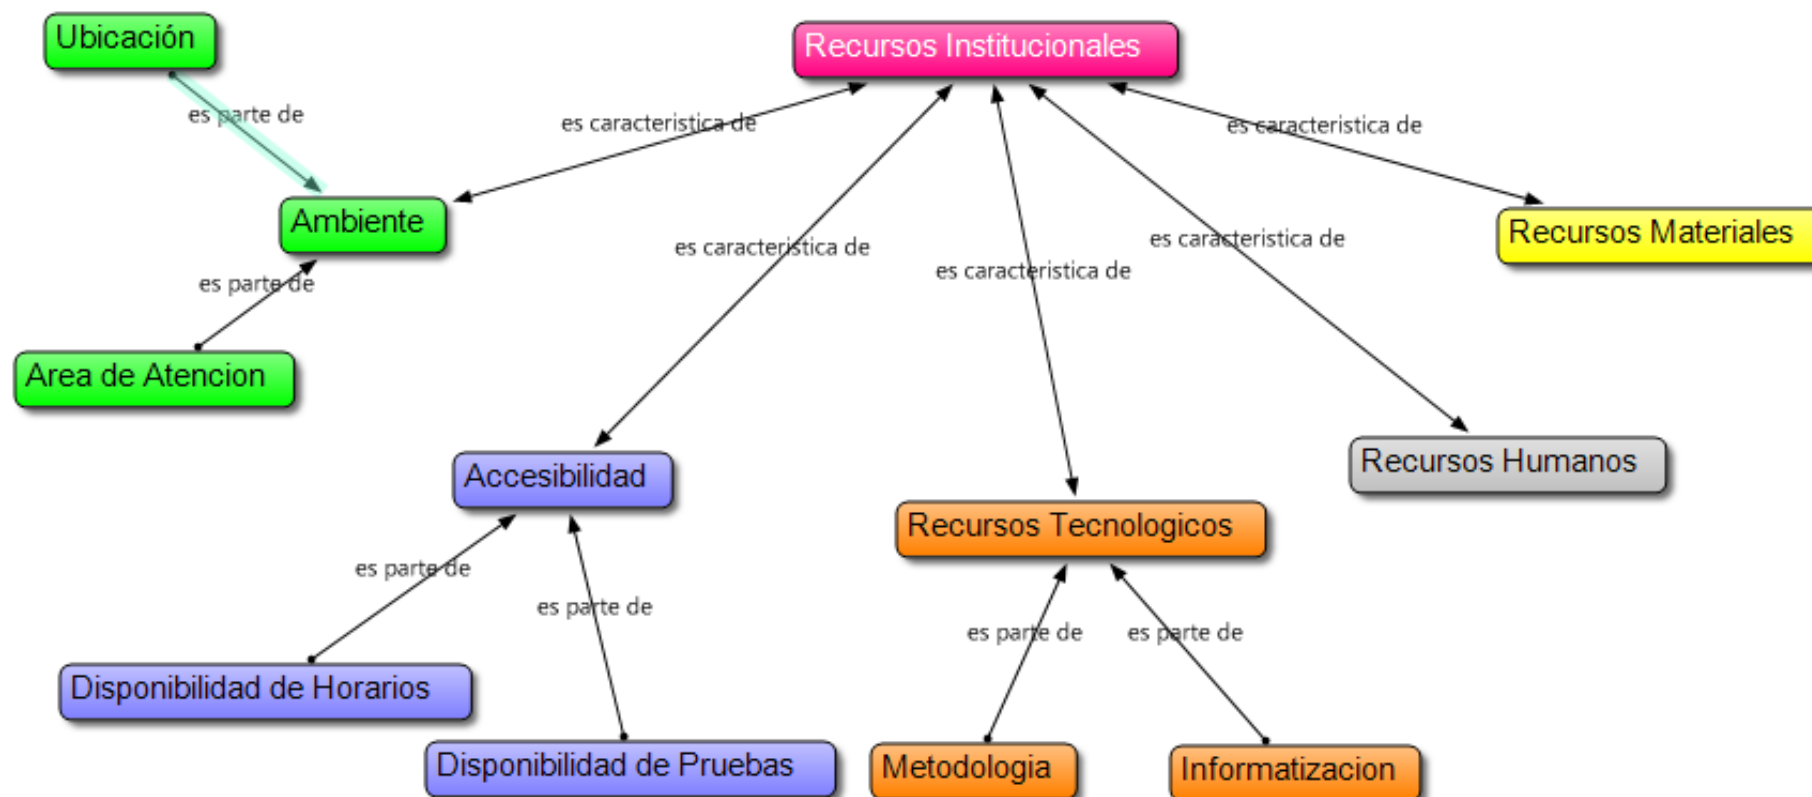 Ubicación
Recursos Institucionales
es parte de
es caracteristica de
es caracteristica de
Ambiente
Recursos Materiales
es caracteristica de
es caracteristica de
es caracteristica de
es parte de
Area de Atencion
Accesibilidad
Recursos Humanos
Recursos Tecnologicos
es parte de
es parte de
es parte de
es parte de
Disponibilidad de Horarios
Disponibilidad de Pruebas
Metodologia
Informatizacion